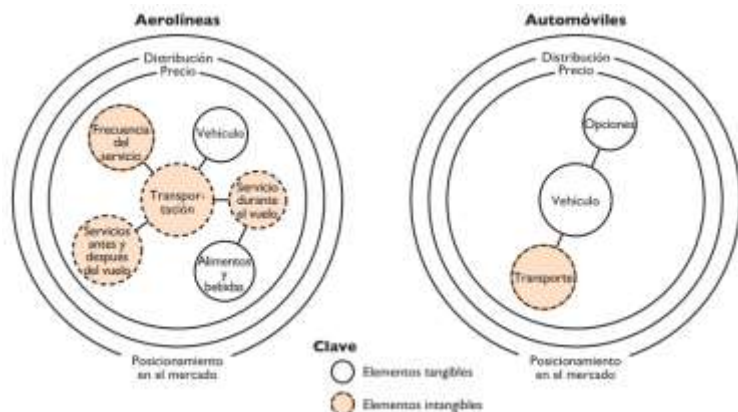 Aerolíneas
Distribución
Precio
Frecuencia
del
servicio
Vehículo
Transpor-
tación
Servicio
durante
el vuelo
Servicios
antes y
después
del vuelo
Alimentos
y
bebidas
Posicionamiento
en el mercado
Automóviles
Distribución
Precio
Opciones
Vehículo
Transporte
Posicionamiento
en el mercado
Clave
Elementos tangibles
Elementos intangibles